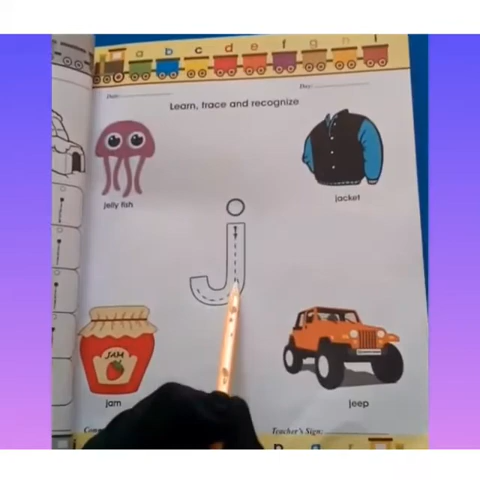 a b c d e f g h i
Date: Day:
Learn, trace and recognize
jelly fish
jacket
j
JAM
jam
jeep
Teacher's Sign: